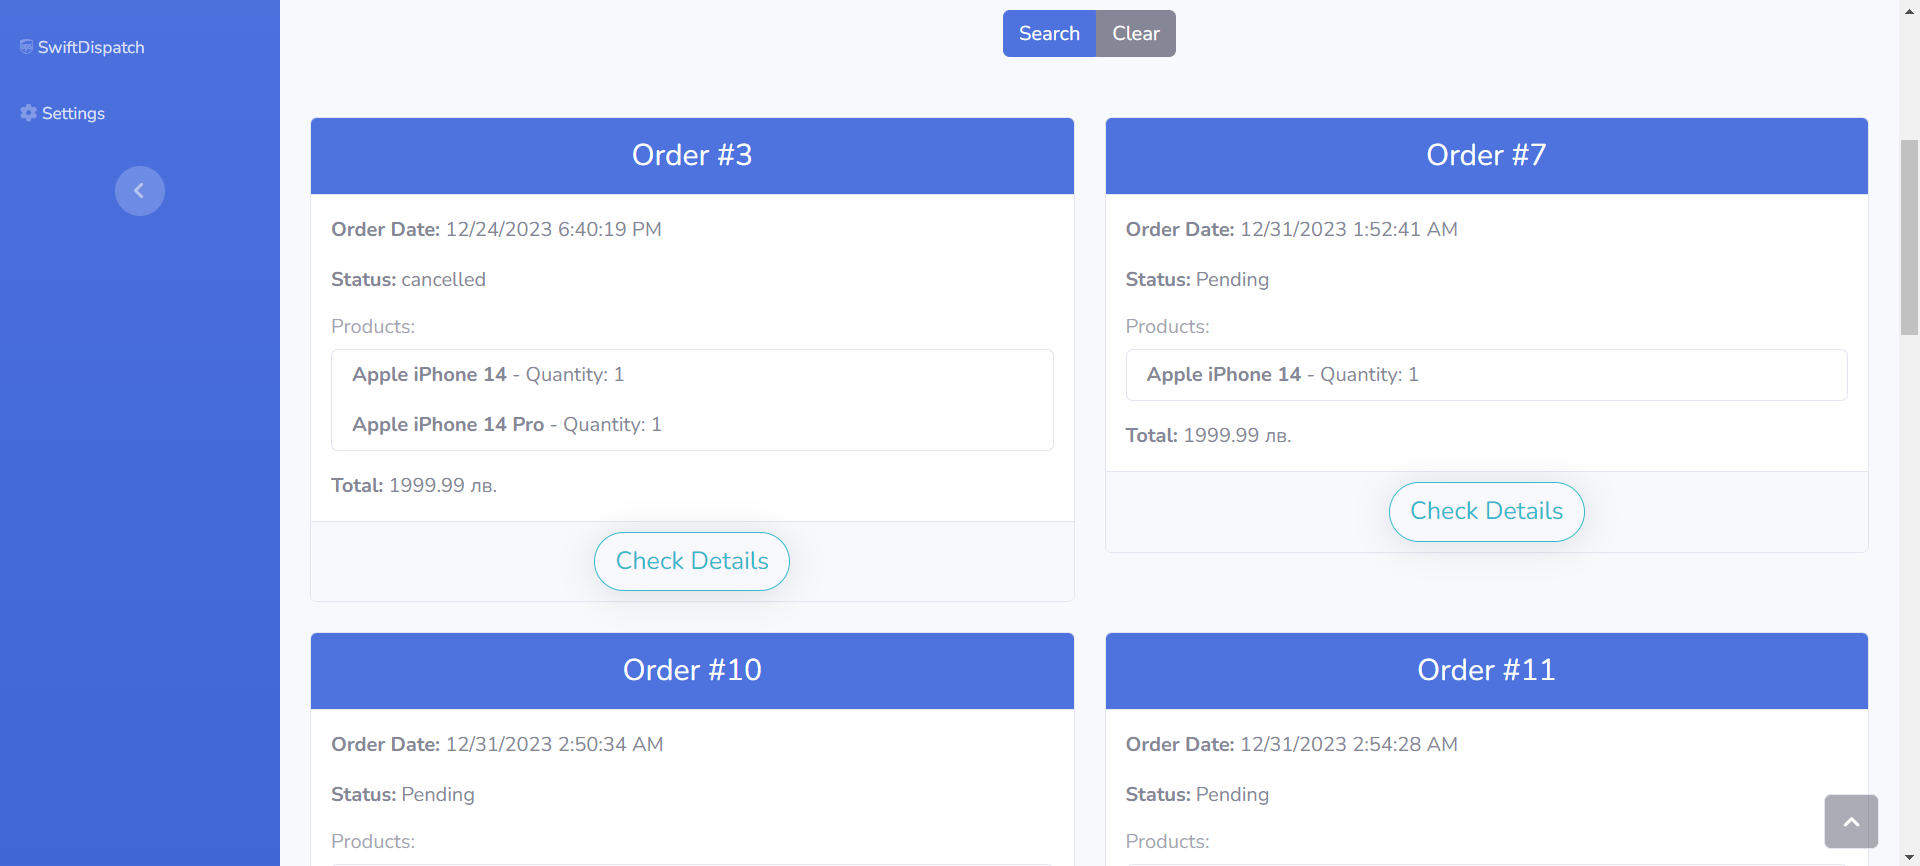 SwiftDispatch
Settings
Search
Clear
Order #3
Order Date: 12/24/2023 6:40:19 PM
Status: cancelled
Products:
Apple iPhone 14 - Quantity: 1
Apple iPhone 14 Pro - Quantity: 1
Total: 1999.99 лв.
Check Details
Order #7
Order Date: 12/31/2023 1:52:41 AM
Status: Pending
Products:
Apple iPhone 14 - Quantity: 1
Total: 1999.99 лв.
Check Details
Order #10
Order Date: 12/31/2023 2:50:34 AM
Status: Pending
Products:
Order #11
Order Date: 12/31/2023 2:54:28 AM
Status: Pending
Products: